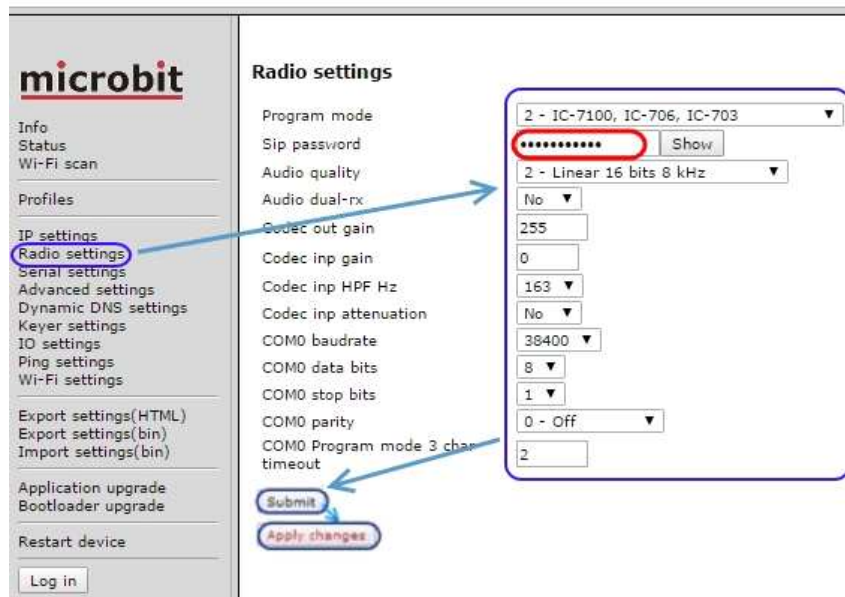 microbit
Info
Status
Wi-Fi scan
Profiles
IP settings
Radio settings
Serial settings
Advanced settings
Dynamic DNS settings
Keyer settings
IO settings
Ping settings
Wi-Fi settings
Export settings(HTML)
Export settings(bin)
Import settings(bin)
Application upgrade
Bootloader upgrade
Restart device
Log in
Radio settings
Program mode 2 - IC-7100, IC-706, IC-703
Sip password ••••••••••• Show
Audio quality 2 - Linear 16 bits 8 kHz
Audio dual-rx No
Codec out gain 255
Codec inp gain 0
Codec inp HPF Hz 163
Codec inp attenuation No
COM0 baudrate 38400
COM0 data bits 8
COM0 stop bits 1
COM0 parity 0 - Off
COM0 Program mode 3 char
timeout 2
Submit
Apply changes